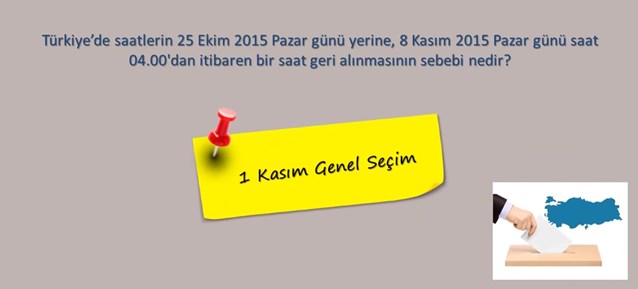 Türkiye’de saatlerin 25 Ekim 2015 Pazar günü yerine, 8 Kasım 2015 Pazar günü saat
04.00'dan itibaren bir saat geri alınmasının sebebi nedir?
1 Kasım Genel Seçim